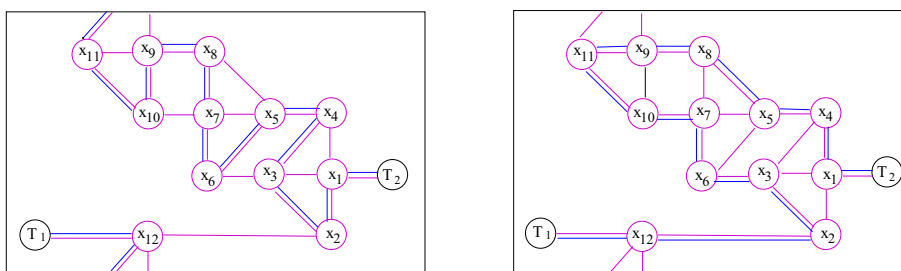 x11 x9 x8 x11 x9 x8
x10 x7 x5 x4 x10 x7 x5 x4
x6 x3 x1 T2 x6 x3 x1 T2
T1 x12 x2 T1 x12 x2